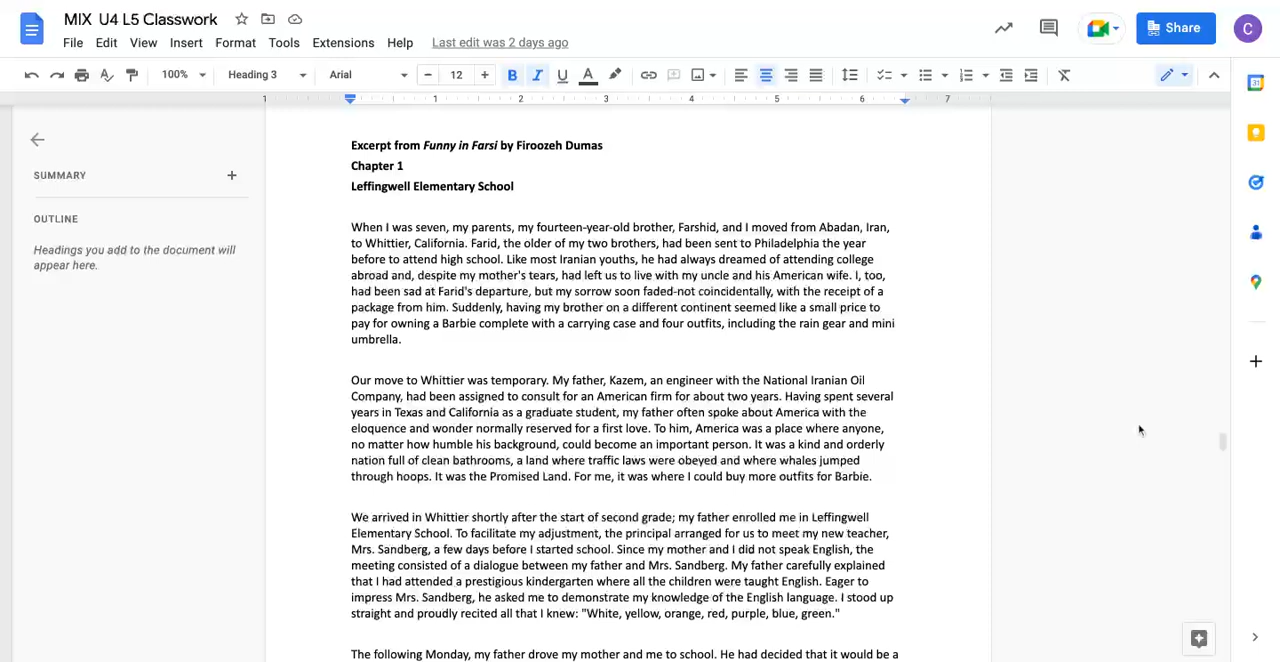 MIX U4 L5 Classwork
File Edit View Insert Format Tools Extensions Help Last edit was 2 days ago
Share
C
100% Heading 3 Arial 12 B I U A
1 1 2 3 4 5 6 7
SUMMARY
OUTLINE
Headings you add to the document will
appear here.
Excerpt from Funny in Farsi by Firoozeh Dumas
Chapter 1
Leffingwell Elementary School
When I was seven, my parents, my fourteen-year-old brother, Farshid, and I moved from Abadan, Iran,
to Whittier, California. Farid, the older of my two brothers, had been sent to Philadelphia the year
before to attend high school. Like most Iranian youths, he had always dreamed of attending college
abroad and, despite my mother's tears, had left us to live with my uncle and his American wife. I, too,
had been sad at Farid's departure, but my sorrow soon faded-not coincidentally, with the receipt of a
package from him. Suddenly, having my brother on a different continent seemed like a small price to
pay for owning a Barbie complete with a carrying case and four outfits, including the rain gear and mini
umbrella.
Our move to Whittier was temporary. My father, Kazem, an engineer with the National Iranian Oil
Company, had been assigned to consult for an American firm for about two years. Having spent several
years in Texas and California as a graduate student, my father often spoke about America with the
eloquence and wonder normally reserved for a first love. To him, America was a place where anyone,
no matter how humble his background, could become an important person. It was a kind and orderly
nation full of clean bathrooms, a land where traffic laws were obeyed and where whales jumped
through hoops. It was the Promised Land. For me, it was where I could buy more outfits for Barbie.
We arrived in Whittier shortly after the start of second grade; my father enrolled me in Leffingwell
Elementary School. To facilitate my adjustment, the principal arranged for us to meet my new teacher,
Mrs. Sandberg, a few days before I started school. Since my mother and I did not speak English, the
meeting consisted of a dialogue between my father and Mrs. Sandberg. My father carefully explained
that I had attended a prestigious kindergarten where all the children were taught English. Eager to
impress Mrs. Sandberg, he asked me to demonstrate my knowledge of the English language. I stood up
straight and proudly recited all that I knew: "White, yellow, orange, red, purple, blue, green."
The following Monday, my father drove my mother and me to school. He had decided that it would be a